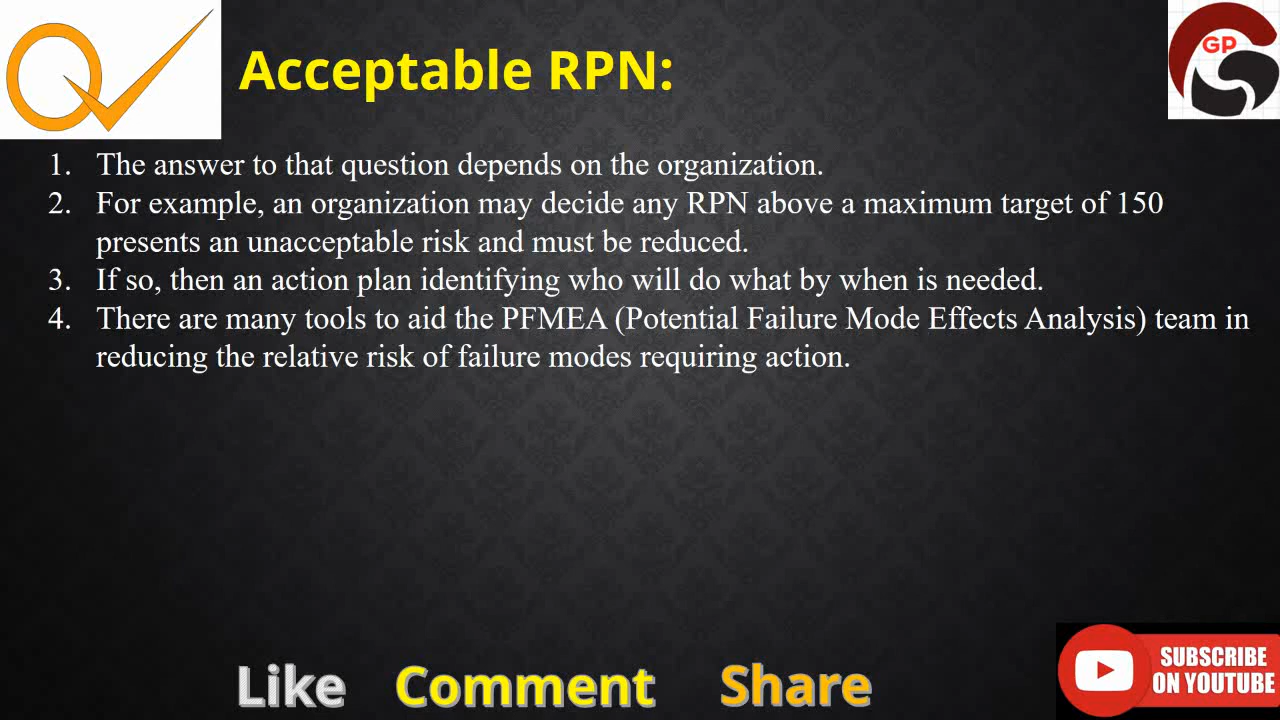 Acceptable RPN:
GP
1. The answer to that question depends on the organization.
2. For example, an organization may decide any RPN above a maximum target of 150
presents an unacceptable risk and must be reduced.
3. If so, then an action plan identifying who will do what by when is needed.
4. There are many tools to aid the PFMEA (Potential Failure Mode Effects Analysis) team in
reducing the relative risk of failure modes requiring action.
Like Comment Share
SUBSCRIBE
ON YOUTUBE